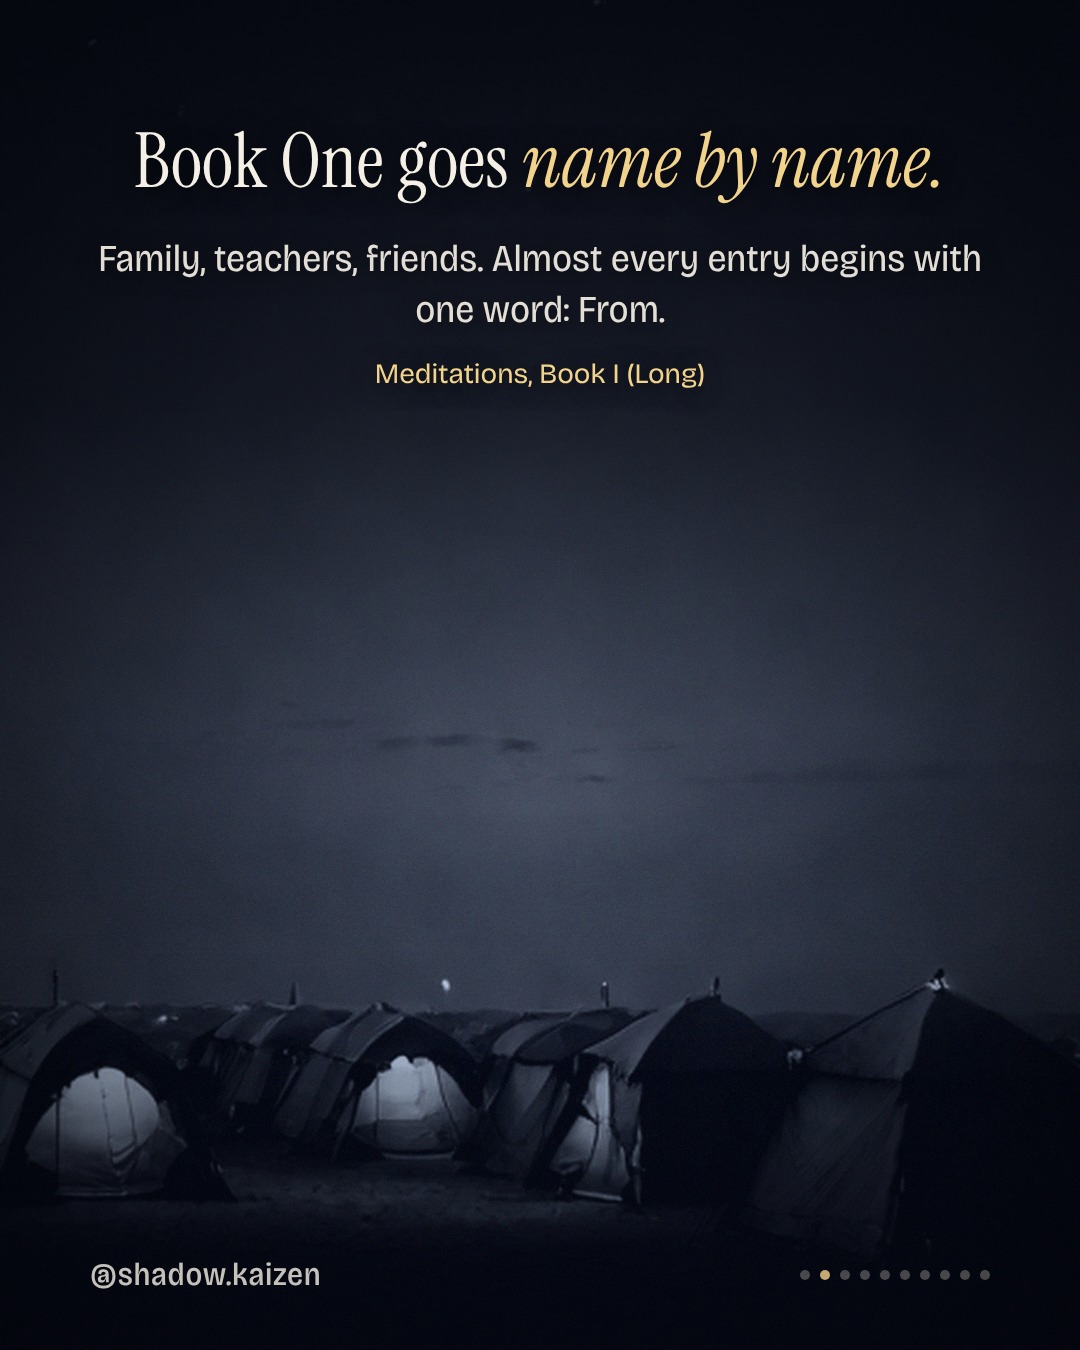 Book One goes name by name.
Family, teachers, friends. Almost every entry begins with
one word: From.
Meditations, Book I (Long)
@shadow.kaizen